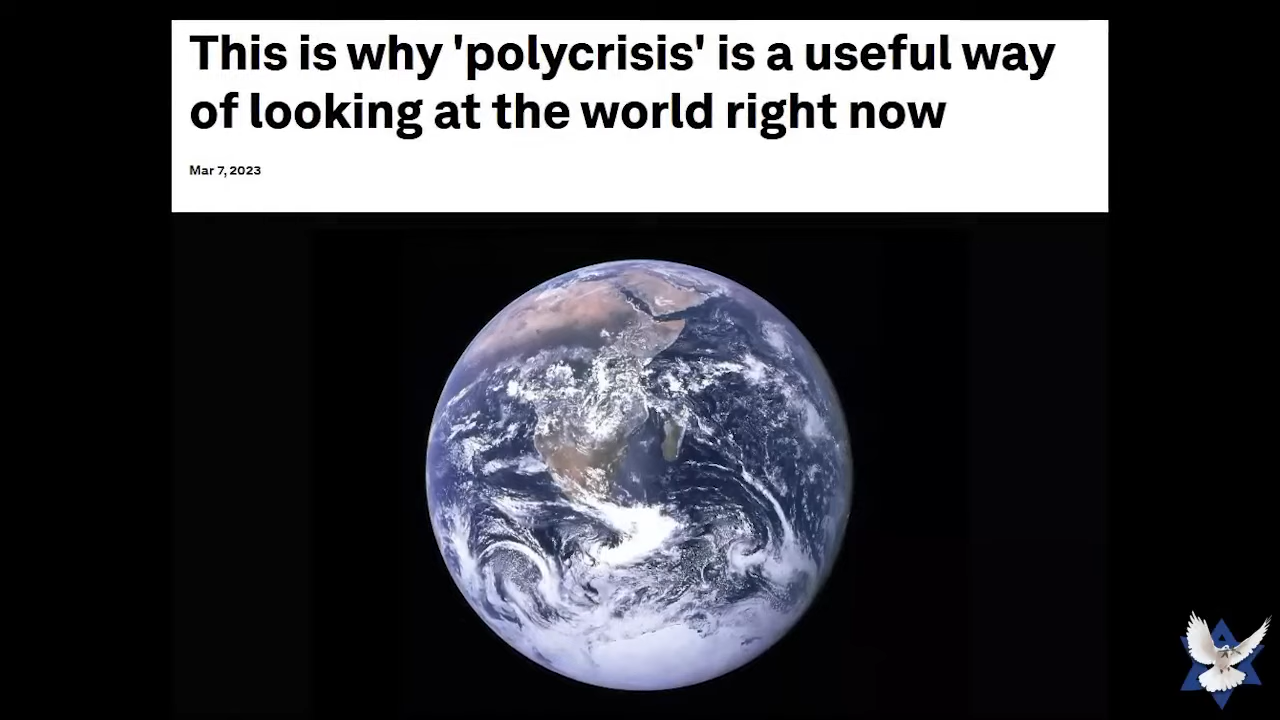 This is why 'polycrisis' is a useful way
of looking at the world right now
Mar 7, 2023